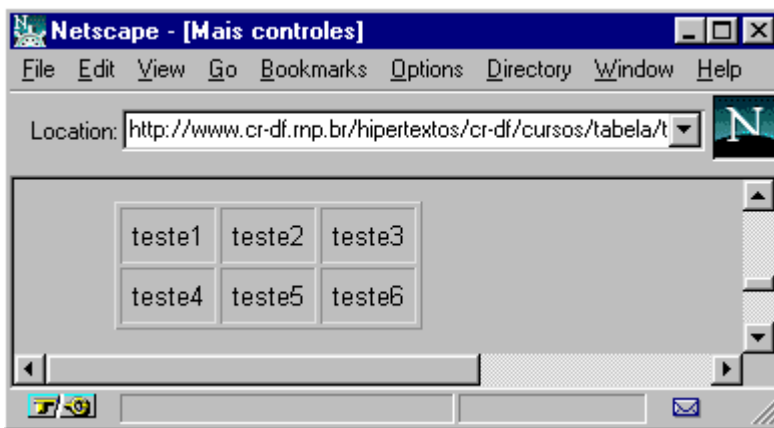 Netscape - [Mais controles]
File Edit View Go Bookmarks Options Directory Window Help
Location: http://www.cr-df.rnp.br/hipertextos/cr-df/cursos/tabela/t
N
teste1 teste2 teste3
teste4 teste5 teste6